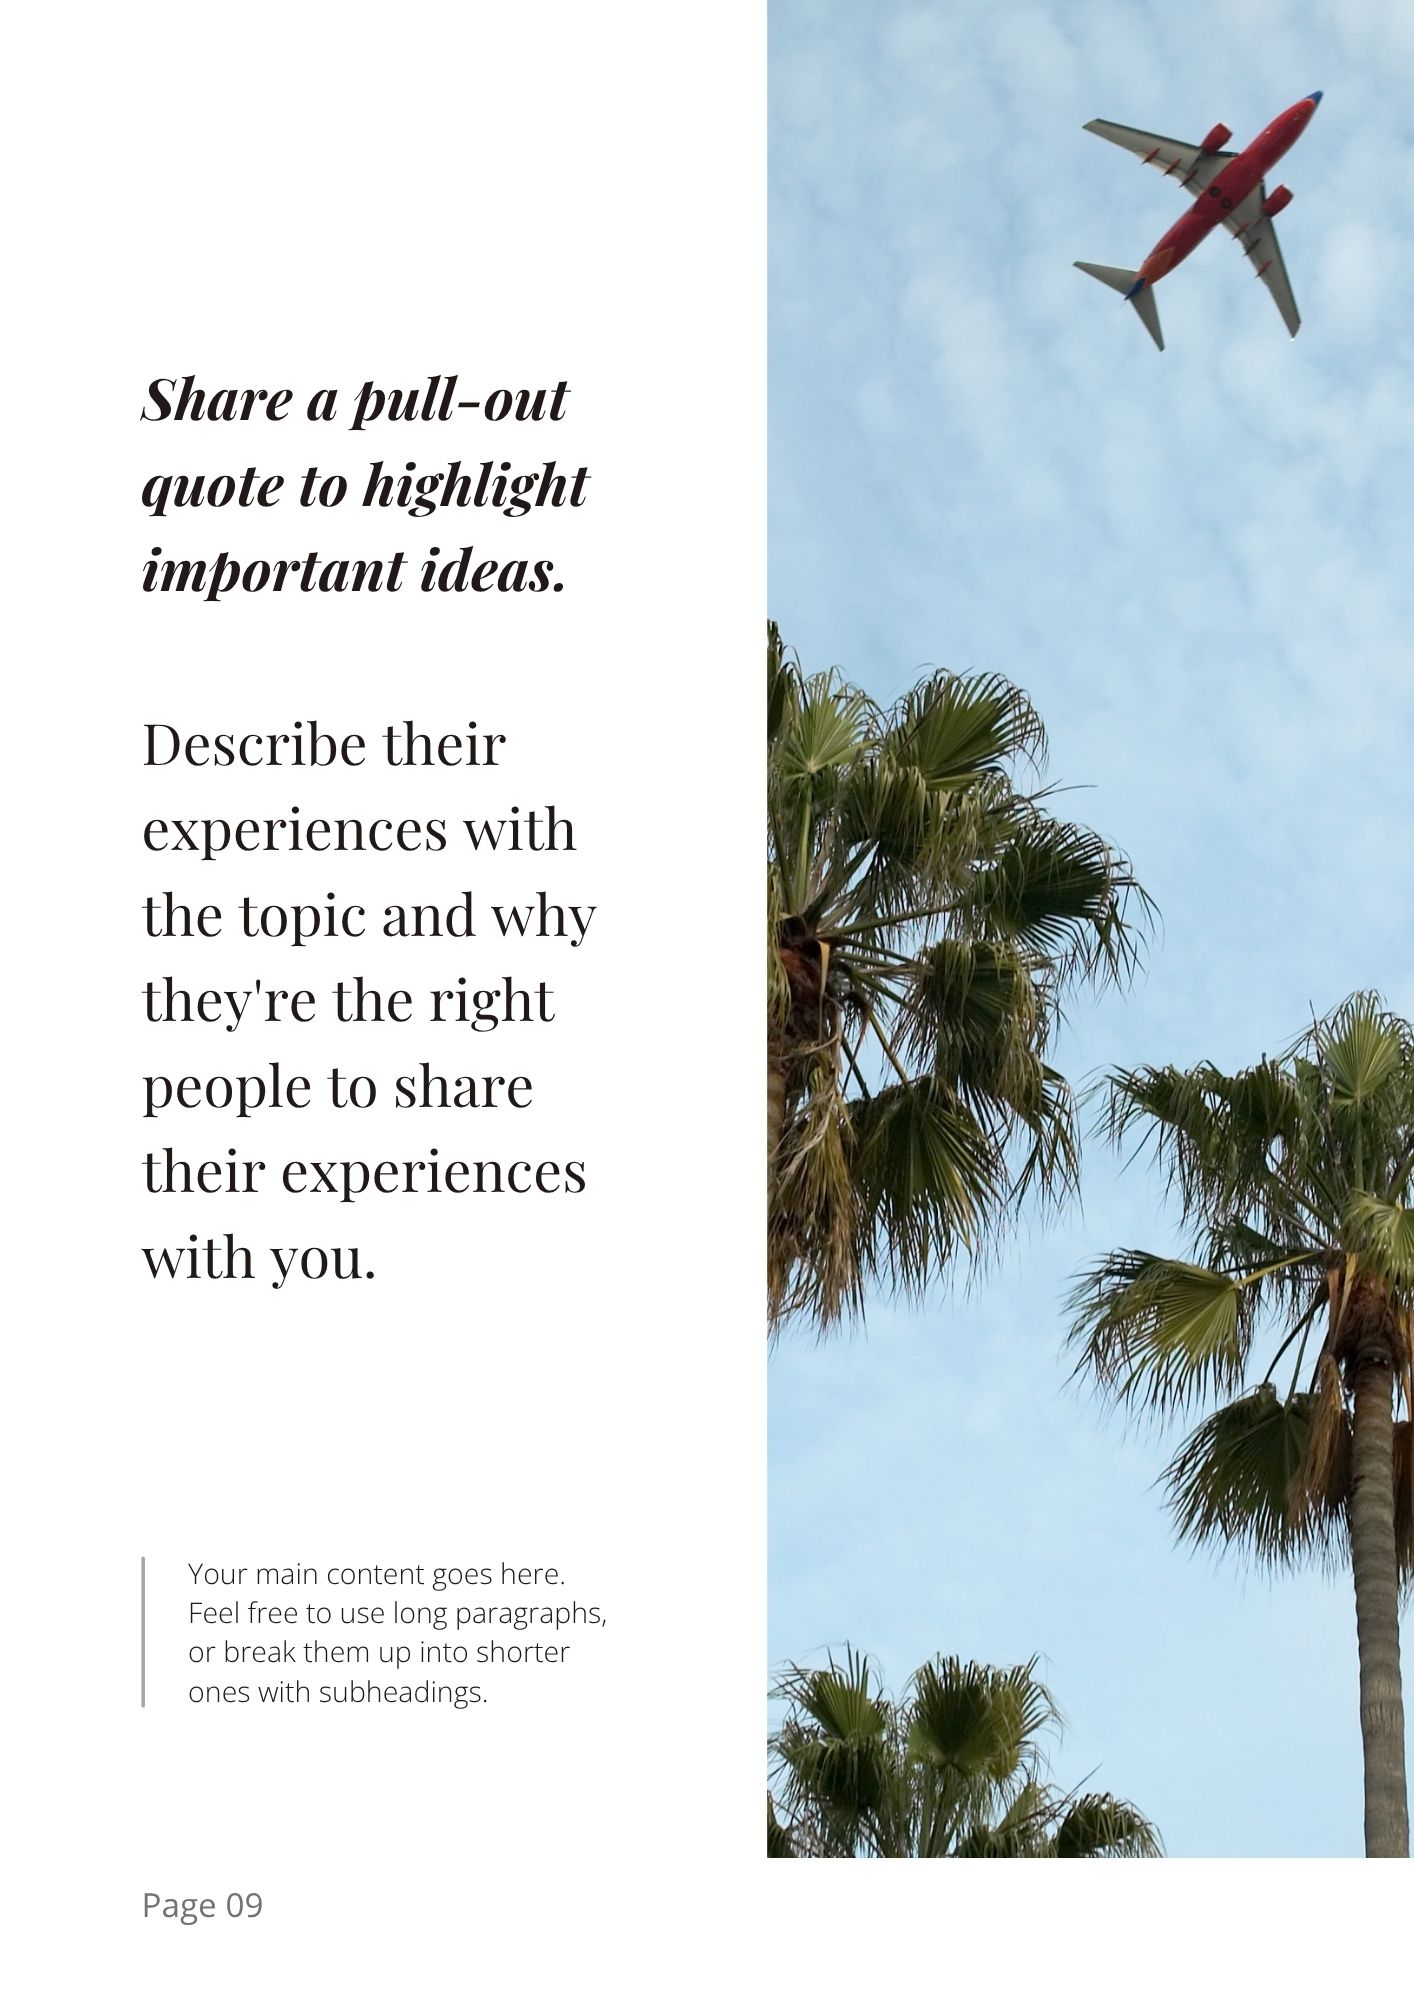 Share a pull-out
quote to highlight
important ideas.
Describe their
experiences with
the topic and why
they're the right
people to share
their experiences
with you.
Your main content goes here.
Feel free to use long paragraphs,
or break them up into shorter
ones with subheadings.
Page 09